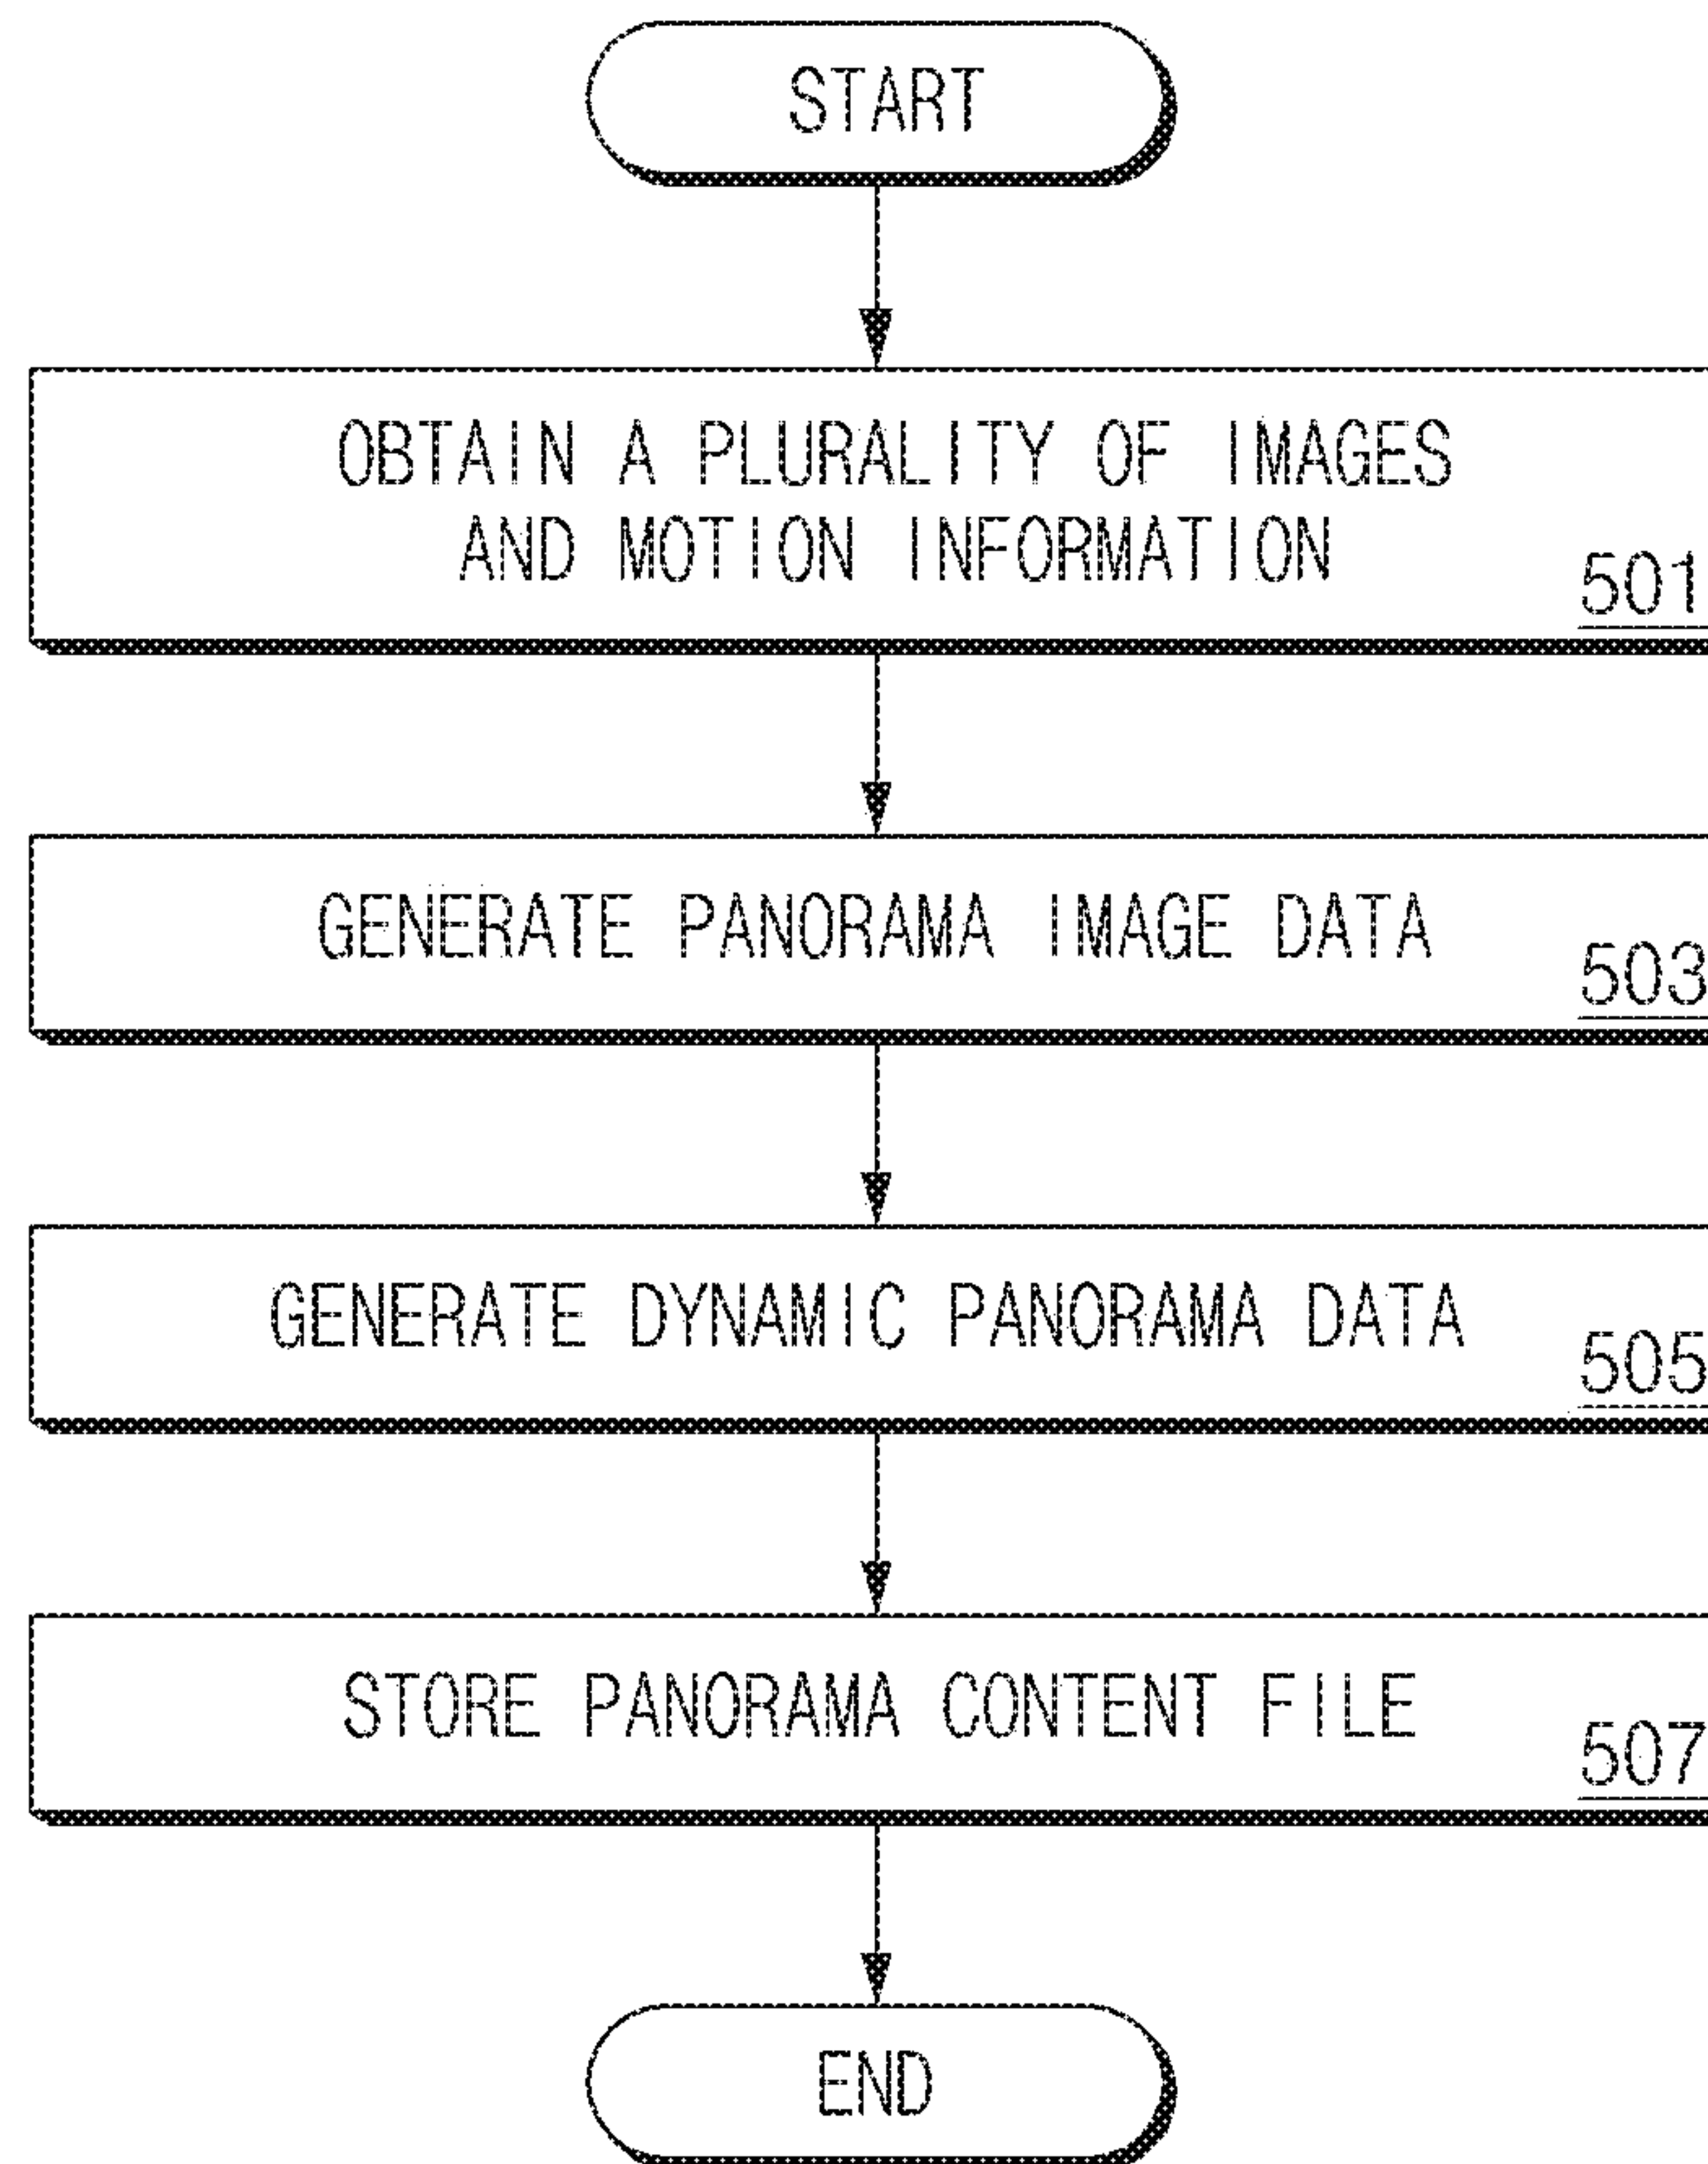 START
OBTAIN A PLURALITY OF IMAGES
AND MOTION INFORMATION
501
GENERATE PANORAMA IMAGE DATA
503
GENERATE DYNAMIC PANORAMA DATA
505
STORE PANORAMA CONTENT FILE
507
END